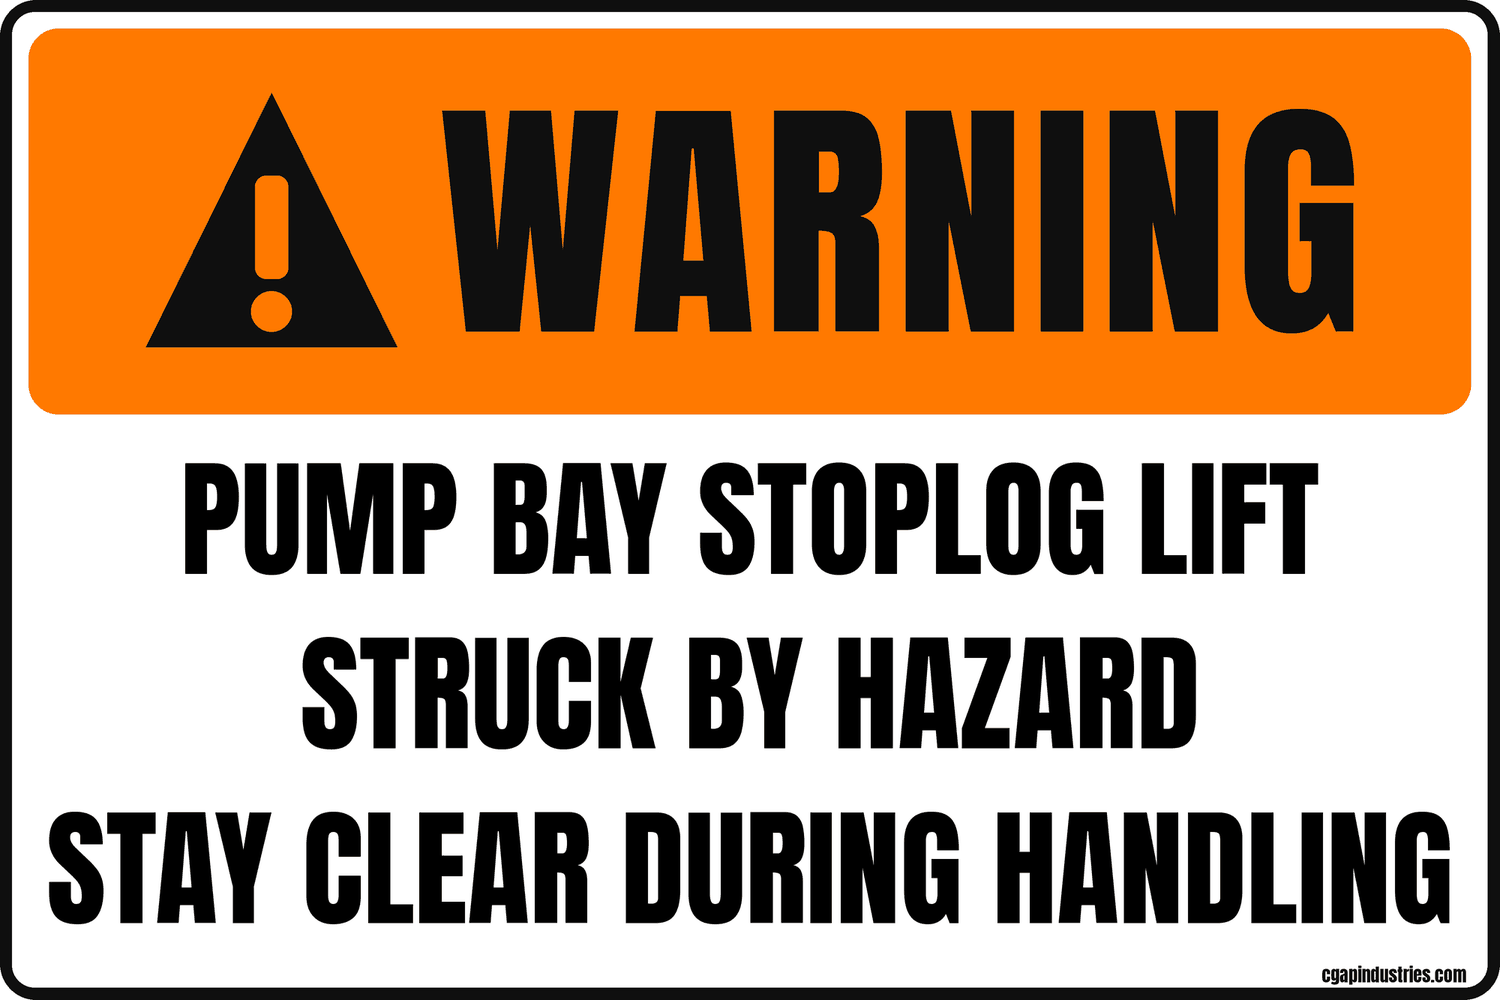 WARNING
PUMP BAY STOPLOG LIFT
STRUCK BY HAZARD
STAY CLEAR DURING HANDLING
cgapindustries.com